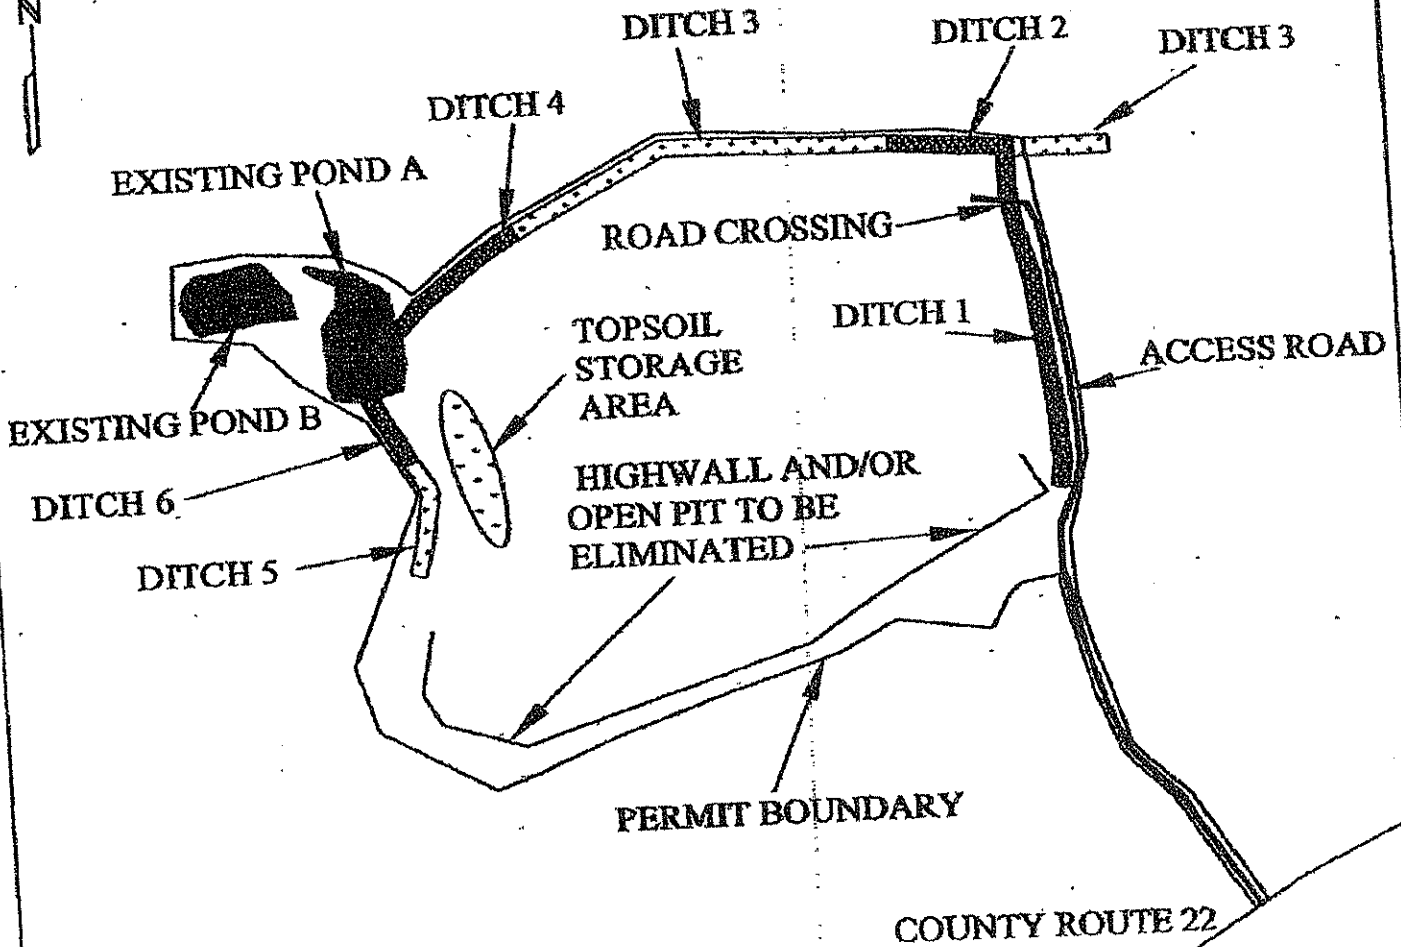 N
DITCH 3
DITCH 2
DITCH 3
DITCH 4
EXISTING POND A
ROAD CROSSING
DITCH 1
TOPSOIL
STORAGE
AREA
ACCESS ROAD
EXISTING POND B
HIGHWALL AND/OR
OPEN PIT TO BE
ELIMINATED
DITCH 6
DITCH 5
PERMIT BOUNDARY
COUNTY ROUTE 22